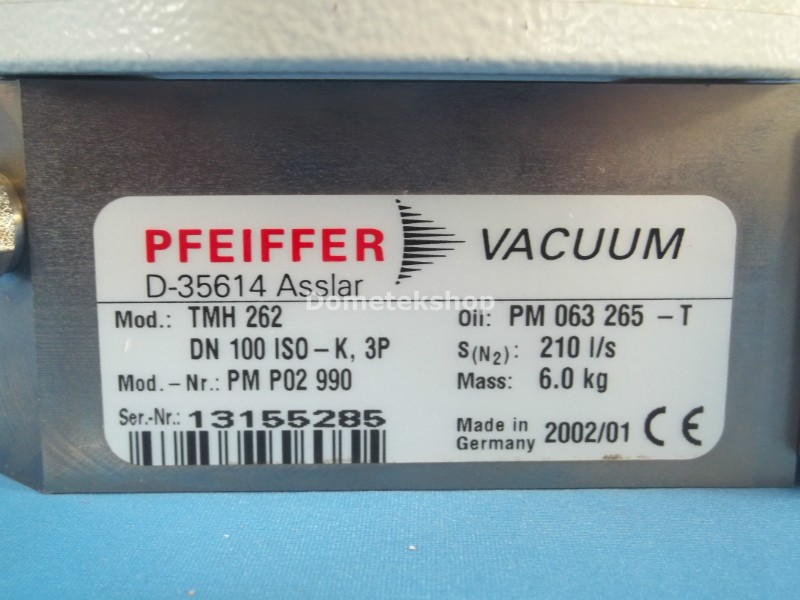 PFEIFFER VACUUM
D-35614 Asslar
Dometekshop
Mod.: TMH 262
DN 100 ISO-K, 3P
Mod.-Nr.: PM P02 990
Ser.-Nr.: 13155285
Oil: PM 063 265 -T
S(N2): 210 l/s
Mass: 6.0 kg
Made in
Germany 2002/01 CE